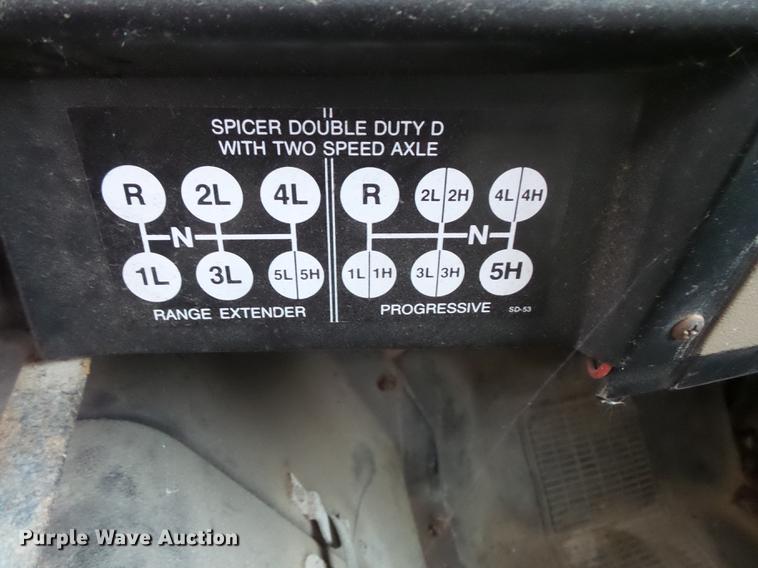 SPICER DOUBLE DUTY D
WITH TWO SPEED AXLE
R 2L 4L
N
1L 3L 5L 5H
RANGE EXTENDER
R 2L 2H 4L 4H
N
1L 1H 3L 3H 5H
PROGRESSIVE SD-53
Purple Wave Auction